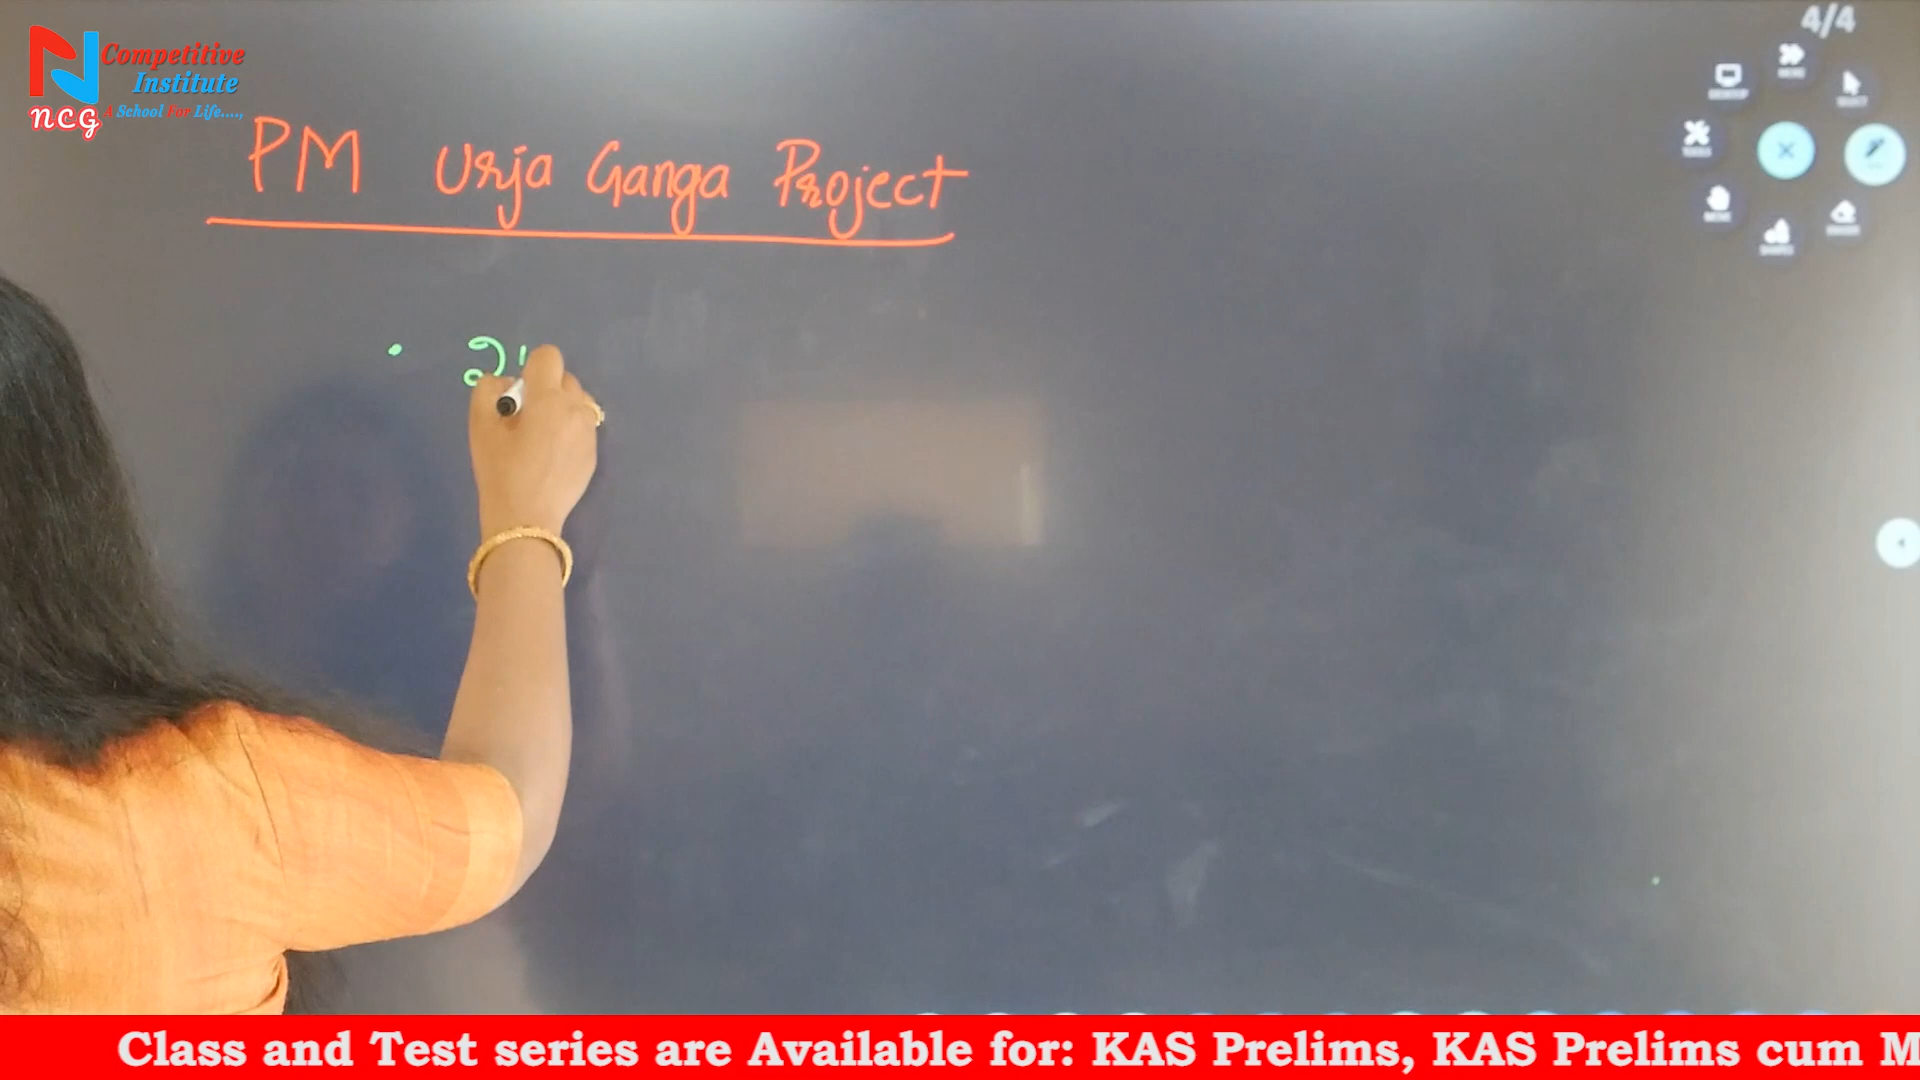 Competitive
Institute
ncg A School For Life....,
4/4
PM Urja Ganga Project
Class and Test series are Available for: KAS Prelims, KAS Prelims cum M